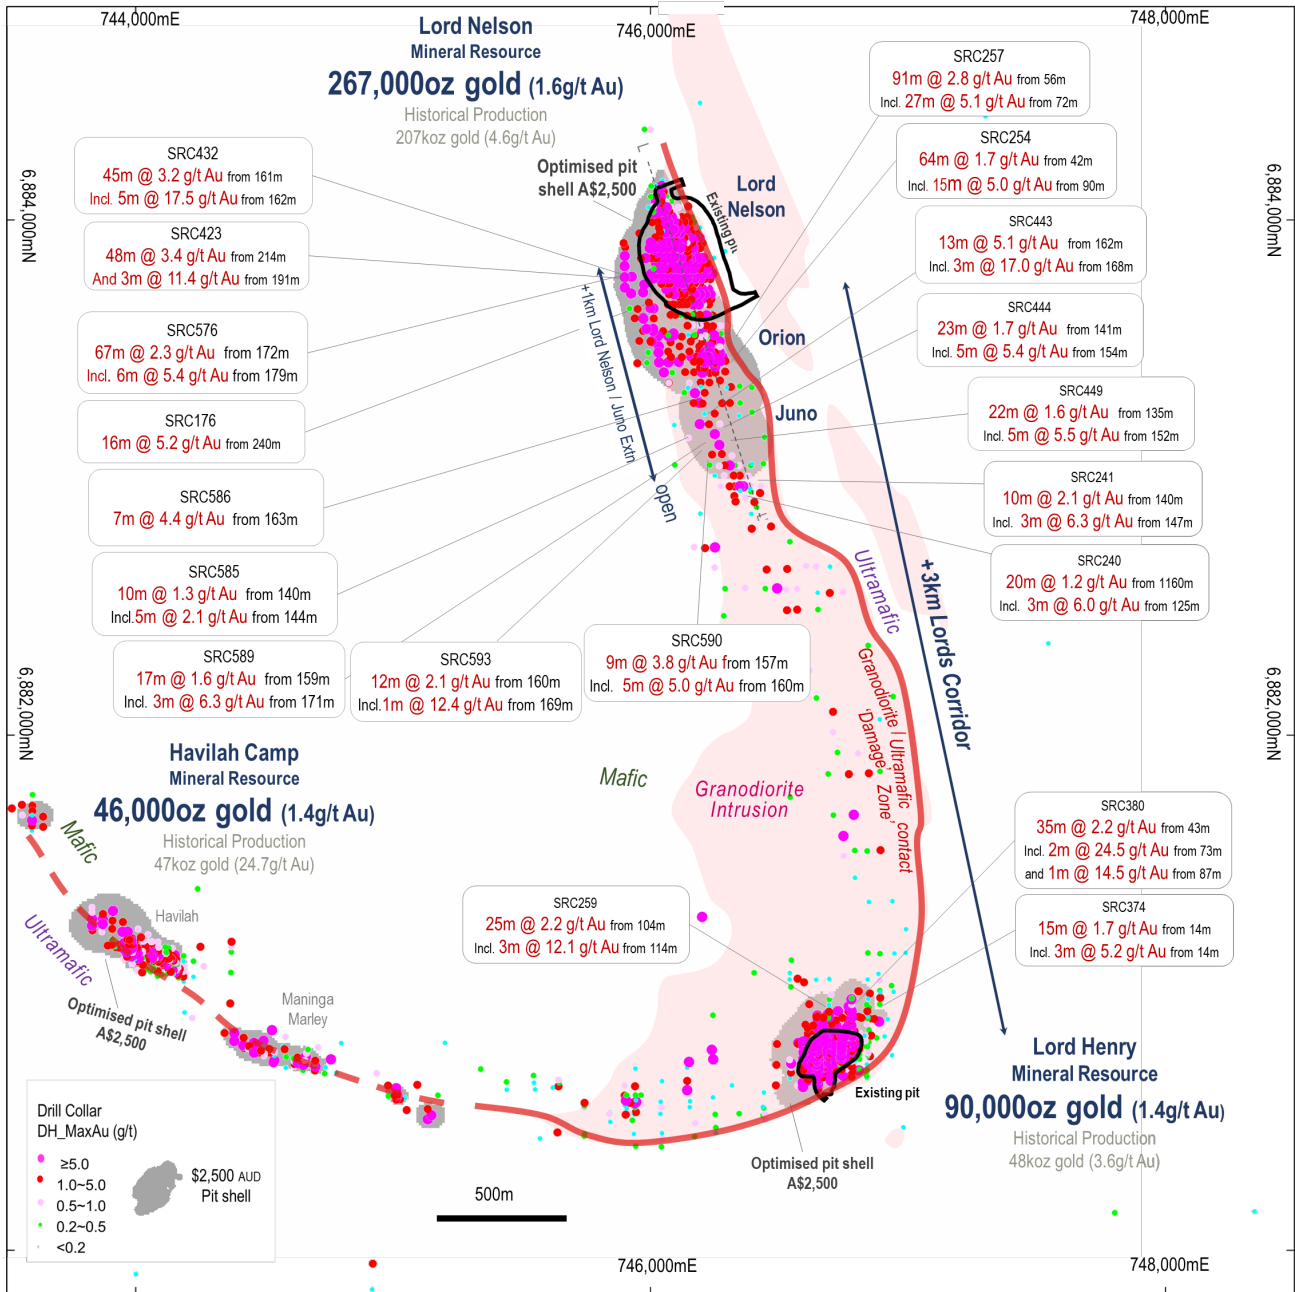 744,000mE
746,000mE
748,000mE
Lord Nelson
Mineral Resource
267,000oz gold (1.6g/t Au)
Historical Production
207koz gold (4.6g/t Au)
Optimised pit
shell A$2,500
SRC257
91m @ 2.8 g/t Au from 56m
Incl. 27m @ 5.1 g/t Au from 72m
SRC254
64m @ 1.7 g/t Au from 42m
Incl. 15m @ 5.0 g/t Au from 90m
SRC443
13m @ 5.1 g/t Au from 162m
Incl. 3m @ 17.0 g/t Au from 168m
SRC444
23m @ 1.7 g/t Au from 141m
Incl. 5m @ 5.4 g/t Au from 154m
SRC449
22m @ 1.6 g/t Au from 135m
Incl. 5m @ 5.5 g/t Au from 152m
SRC241
10m @ 2.1 g/t Au from 140m
Incl. 3m @ 6.3 g/t Au from 147m
SRC240
20m @ 1.2 g/t Au from 1160m
Incl. 3m @ 6.0 g/t Au from 125m
SRC432
45m @ 3.2 g/t Au from 161m
Incl. 5m @ 17.5 g/t Au from 162m
SRC423
48m @ 3.4 g/t Au from 214m
And 3m @ 11.4 g/t Au from 191m
SRC576
67m @ 2.3 g/t Au from 172m
Incl. 6m @ 5.4 g/t Au from 179m
SRC176
16m @ 5.2 g/t Au from 240m
SRC586
7m @ 4.4 g/t Au from 163m
SRC585
10m @ 1.3 g/t Au from 140m
Incl.5m @ 2.1 g/t Au from 144m
SRC589
17m @ 1.6 g/t Au from 159m
Incl. 3m @ 6.3 g/t Au from 171m
SRC593
12m @ 2.1 g/t Au from 160m
Incl.1m @ 12.4 g/t Au from 169m
SRC590
9m @ 3.8 g/t Au from 157m
Incl. 5m @ 5.0 g/t Au from 160m
6,884,000mN
6,884,000mN
6,882,000mN
6,882,000mN
Lord
Nelson
Orion
Juno
+1km Lord Nelson / Juno Extn
open
L
L'
Ultramafic
+3km Lords Corridor
Granodiorite / Ultramafic contact
'Damage' Zone'
Mafic
Granodiorite
Intrusion
Havilah Camp
Mineral Resource
46,000oz gold (1.4g/t Au)
Historical Production
47koz gold (24.7g/t Au)
Mafic
Ultramafic
Havilah
Optimised pit shell
A$2,500
Maninga
Marley
SRC259
25m @ 2.2 g/t Au from 104m
Incl. 3m @ 12.1 g/t Au from 114m
SRC380
35m @ 2.2 g/t Au from 43m
Incl. 2m @ 24.5 g/t Au from 73m
and 1m @ 14.5 g/t Au from 87m
SRC374
15m @ 1.7 g/t Au from 14m
Incl. 3m @ 5.2 g/t Au from 14m
Lord Henry
Mineral Resource
90,000oz gold (1.4g/t Au)
Historical Production
48koz gold (3.6g/t Au)
Existing pit
Optimised pit shell
A$2,500
Drill Collar
DH_MaxAu (g/t)
≥5.0
1.0~5.0
0.5~1.0
0.2~0.5
<0.2
$2,500 AUD
Pit shell
500m
746,000mE
748,000mE